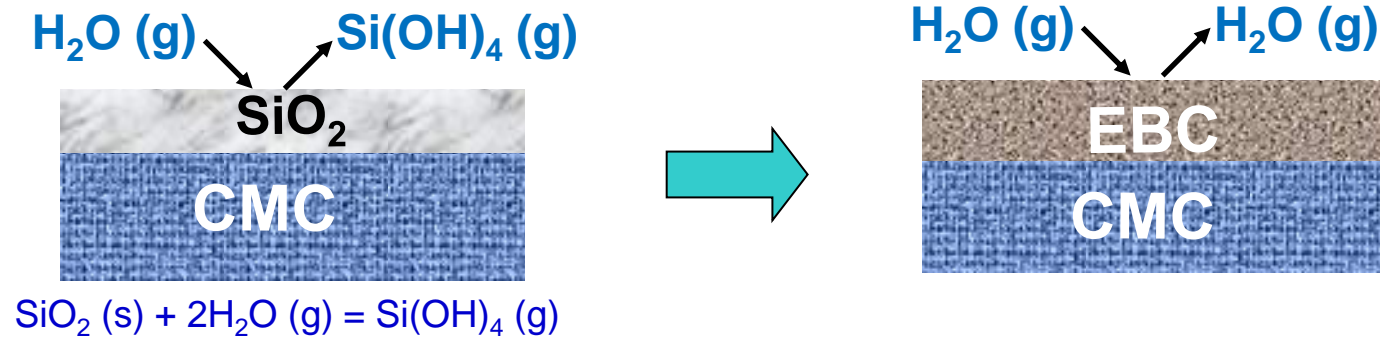 H₂O (g) Si(OH)₄ (g)
SiO₂
CMC
SiO₂ (s) + 2H₂O (g) = Si(OH)₄ (g)
H₂O (g) H₂O (g)
EBC
CMC